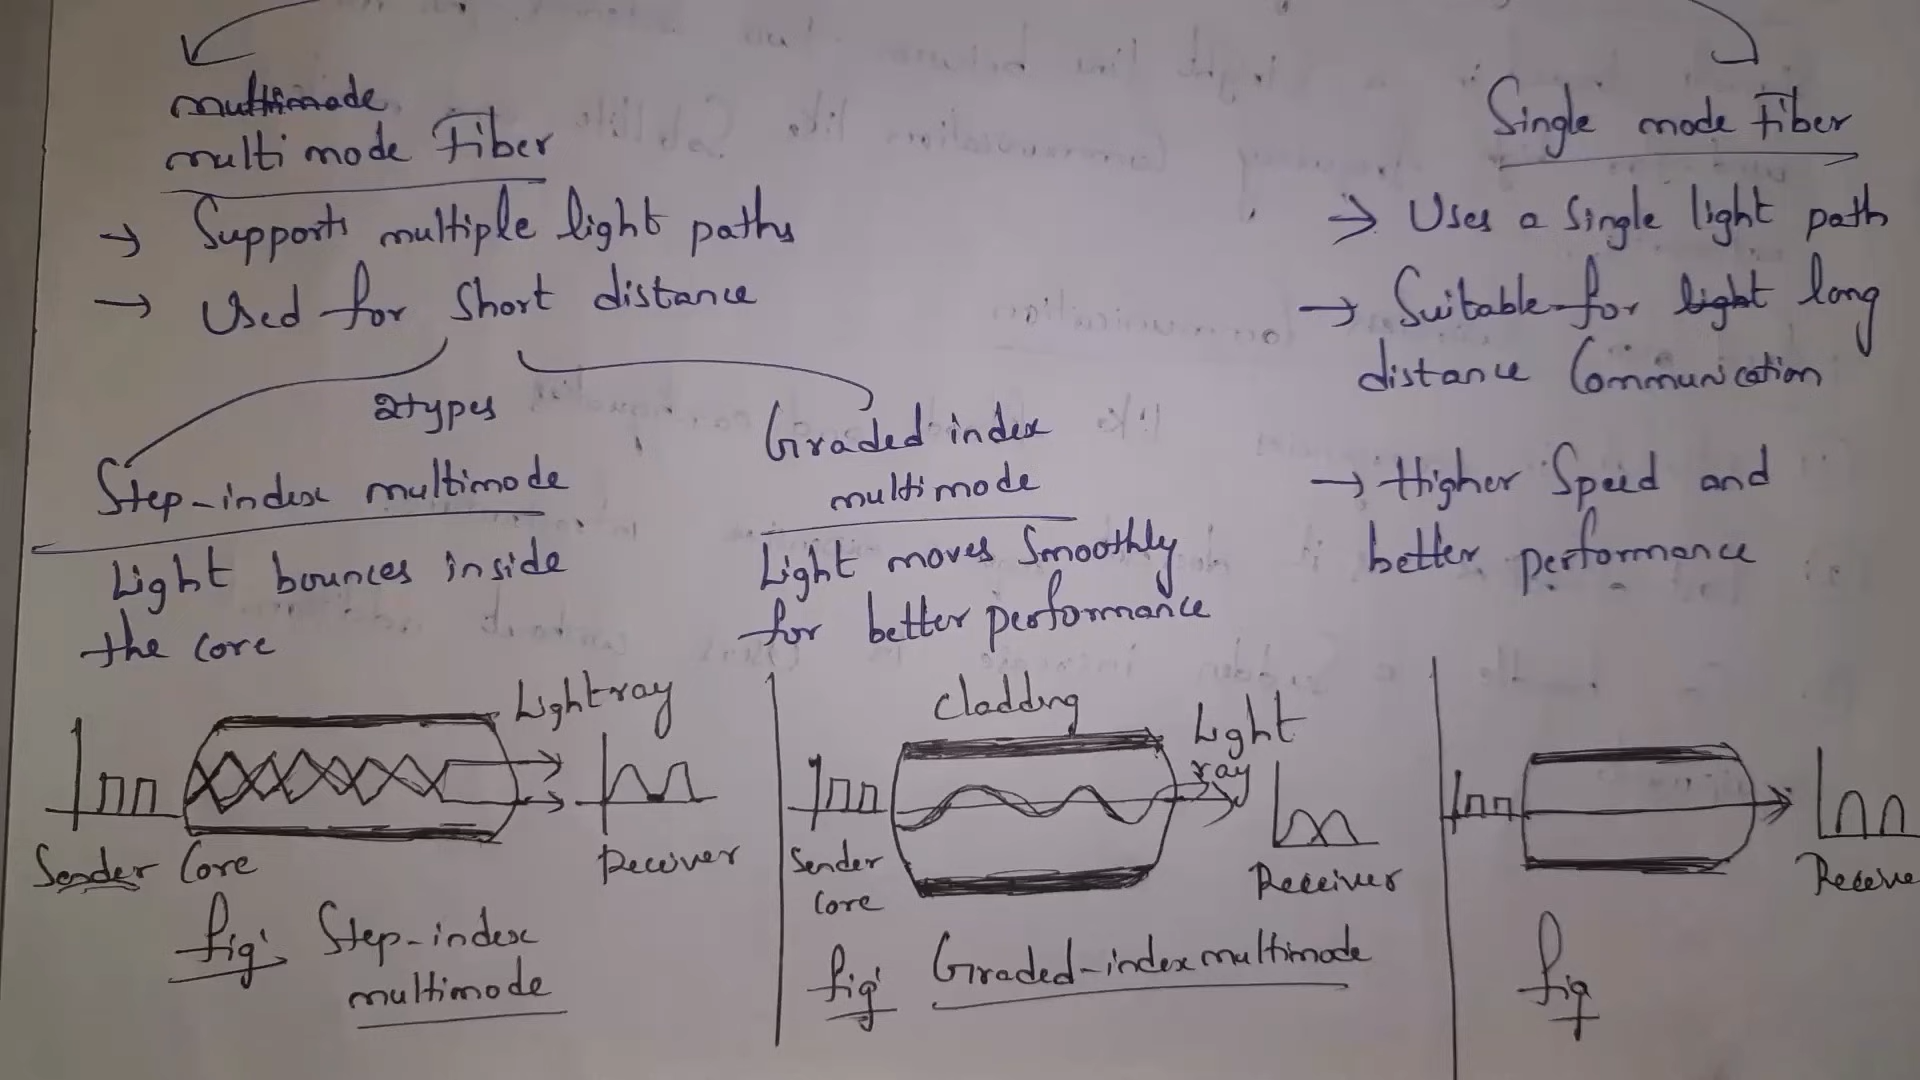 multimode
multi mode Fiber
→ Supports multiple light paths
→ Used for short distance
2types
Step-index multimode
Light bounces inside
the core
Graded index
multimode
Light moves Smoothly
for better performance
Single mode Fiber
→ Uses a single light path
→ Suitable for light long
distance Communication
→ Higher Speed and
better performance
Light ray
Sender Core
Receiver
fig: Step-index
multimode
Cladding
Light
ray
Sender
Core
Receiver
fig: Graded-index multimode
Receive
fig